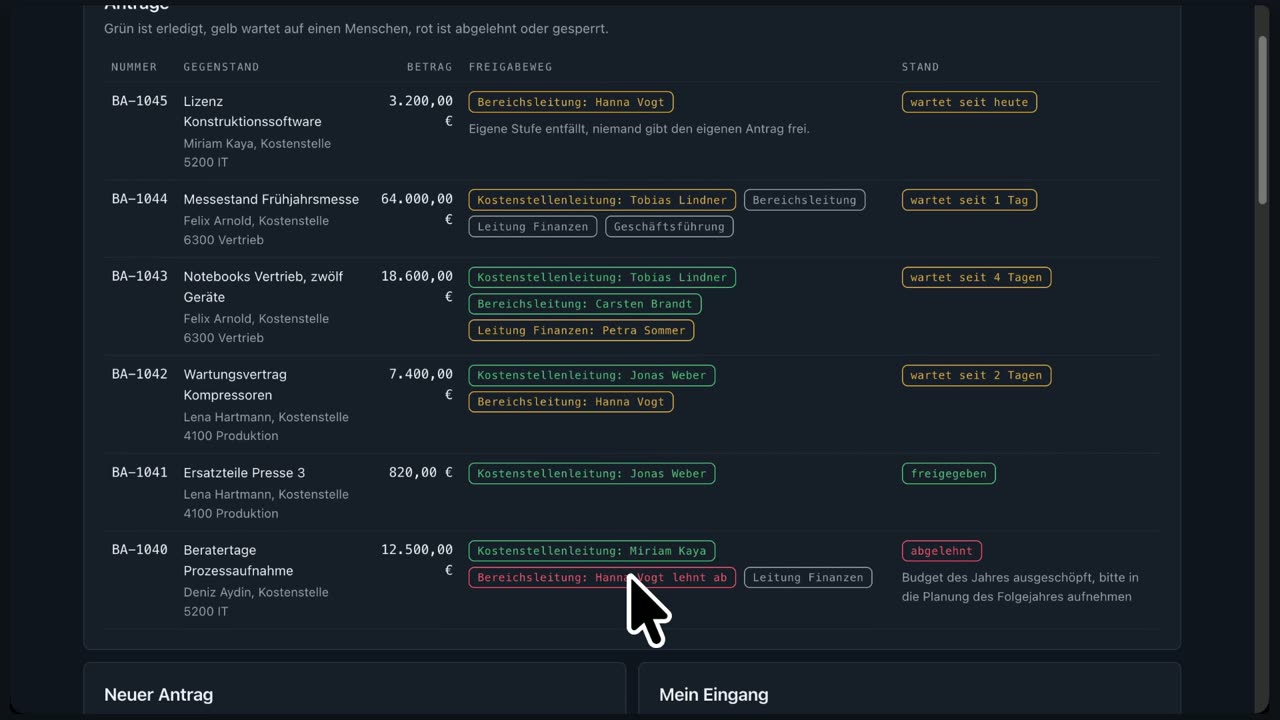 Anträge
Grün ist erledigt, gelb wartet auf einen Menschen, rot ist abgelehnt oder gesperrt.
NUMMER GEGENSTAND BETRAG FREIGABEWEG STAND
BA-1045 Lizenz Konstruktionssoftware 3.200,00 € Bereichsleitung: Hanna Vogt wartet seit heute
Miriam Kaya, Kostenstelle 5200 IT
Eigene Stufe entfällt, niemand gibt den eigenen Antrag frei.
BA-1044 Messestand Frühjahrsmesse 64.000,00 € Kostenstellenleitung: Tobias Lindner Bereichsleitung wartet seit 1 Tag
Felix Arnold, Kostenstelle 6300 Vertrieb
Leitung Finanzen Geschäftsführung
BA-1043 Notebooks Vertrieb, zwölf Geräte 18.600,00 € Kostenstellenleitung: Tobias Lindner wartet seit 4 Tagen
Felix Arnold, Kostenstelle 6300 Vertrieb
Bereichsleitung: Carsten Brandt
Leitung Finanzen: Petra Sommer
BA-1042 Wartungsvertrag Kompressoren 7.400,00 € Kostenstellenleitung: Jonas Weber wartet seit 2 Tagen
Lena Hartmann, Kostenstelle 4100 Produktion
Bereichsleitung: Hanna Vogt
BA-1041 Ersatzteile Presse 3 820,00 € Kostenstellenleitung: Jonas Weber freigegeben
Lena Hartmann, Kostenstelle 4100 Produktion
BA-1040 Beratertage Prozessaufnahme 12.500,00 € Kostenstellenleitung: Miriam Kaya abgelehnt
Deniz Aydin, Kostenstelle 5200 IT
Bereichsleitung: Hanna Vogt lehnt ab Leitung Finanzen
Budget des Jahres ausgeschöpft, bitte in
die Planung des Folgejahres aufnehmen
Neuer Antrag Mein Eingang